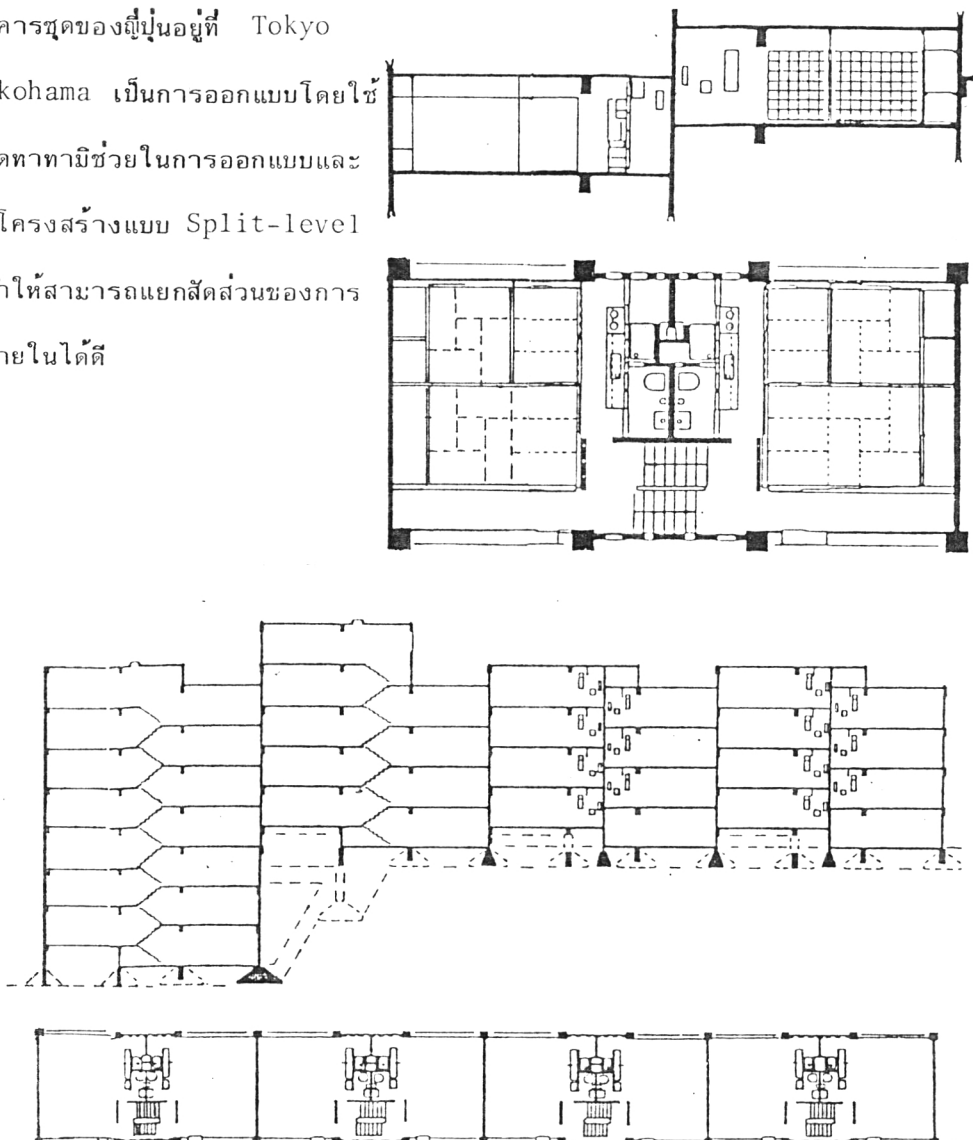 คารชุดของญี่ปุ่นอยู่ที่ Tokyo
kohama เป็นการออกแบบโดยใช้
ดทาทามิช่วยในการออกแบบและ
โครงสร้างแบบ Split-level
าให้สามารถแยกสัดส่วนของการ
ายในได้ดี